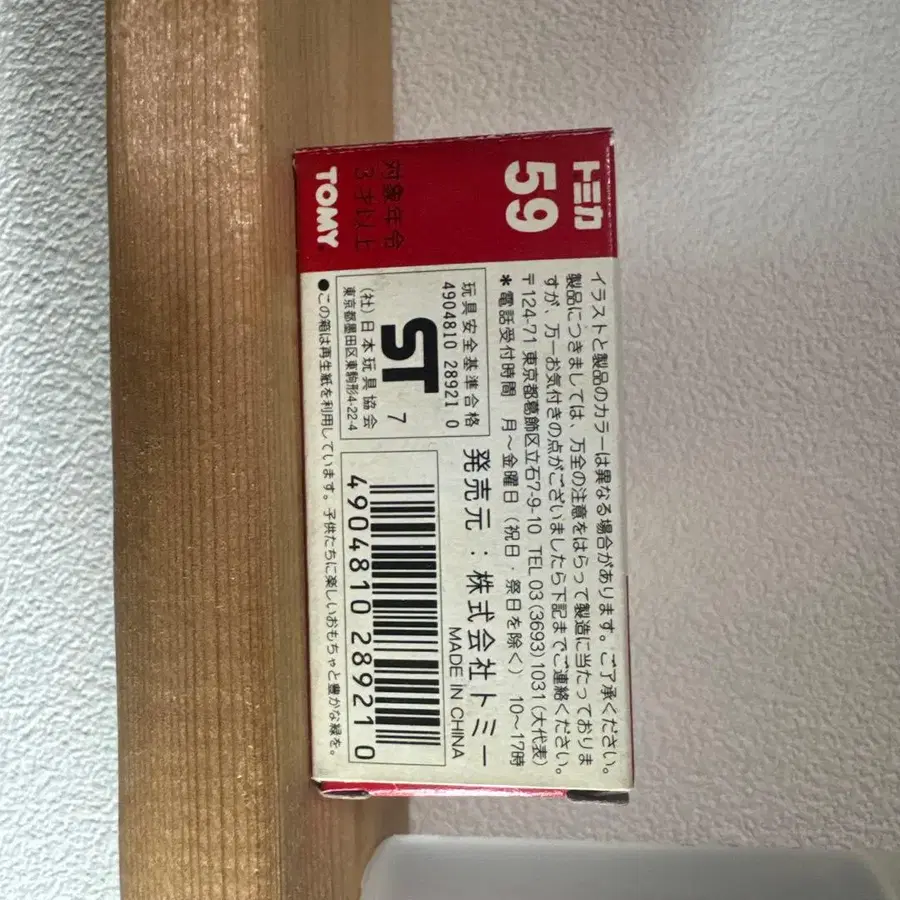 トミカ
59
対象年令
3才以上
TOMY
イラストと製品のカラーは異なる場合があります。ご了承ください。
製品につきましては、万全の注意をはらって製造に当たっておりま
すが、万一お気付きの点がございましたら下記までご連絡ください。
〒124-71 東京都葛飾区立石7-9-10 TEL 03(3693)1031(大代表)
*電話受付時間 月~金曜日(祝日・祭日を除く) 10~17時
玩具安全基準合格
4904810 28921 0
ST 7
(社)日本玩具協会
東京都墨田区東駒形4-22-4
発売元:株式会社トミー
MADE IN CHINA
4904810 289210
●この箱は再生紙を利用しています。子供たちに楽しいおもちゃと豊かな緑を。